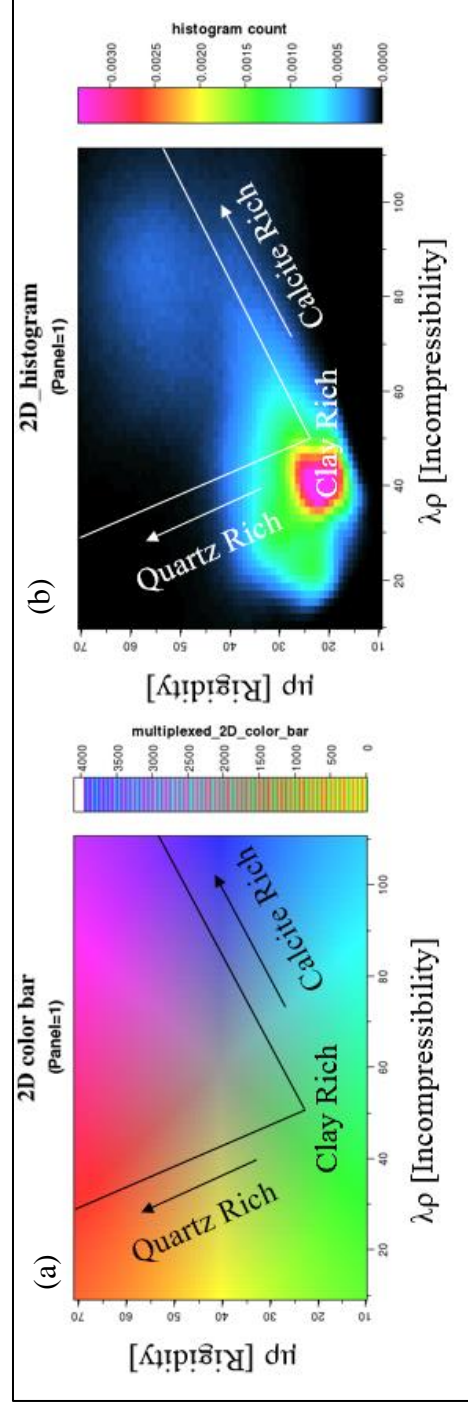 (a)
2D color bar
(Panel=1)
μρ [Rigidity]
70
60
50
40
30
20
10
Quartz Rich
Clay Rich
Calcite Rich
20
40
60
80
100
λρ [Incompressibility]
multiplexed_2D_color_bar
4000
3500
3000
2500
2000
1500
1000
500
0
(b)
2D_histogram
(Panel=1)
μρ [Rigidity]
70
60
50
40
30
20
10
Quartz Rich
Clay Rich
Calcite Rich
20
40
60
80
100
λρ [Incompressibility]
histogram count
0.0030
0.0025
0.0020
0.0015
0.0010
0.0005
0.0000